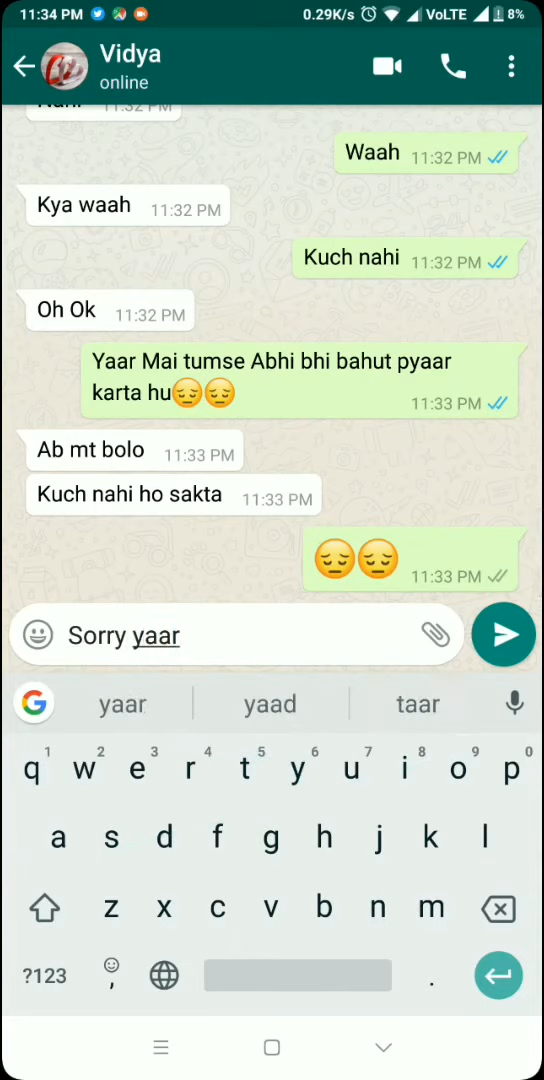 11:34 PM 0.29K/s VoLTE 8%
Vidya
online
11:32 PM
Waah 11:32 PM
Kya waah 11:32 PM
Kuch nahi 11:32 PM
Oh Ok 11:32 PM
Yaar Mai tumse Abhi bhi bahut pyaar
karta hu😔😔 11:33 PM
Ab mt bolo 11:33 PM
Kuch nahi ho sakta 11:33 PM
😔😔 11:33 PM
Sorry yaar
G yaar yaad taar
1 2 3 4 5 6 7 8 9 0
q w e r t y u i o p
a s d f g h j k l
z x c v b n m
?123 , .